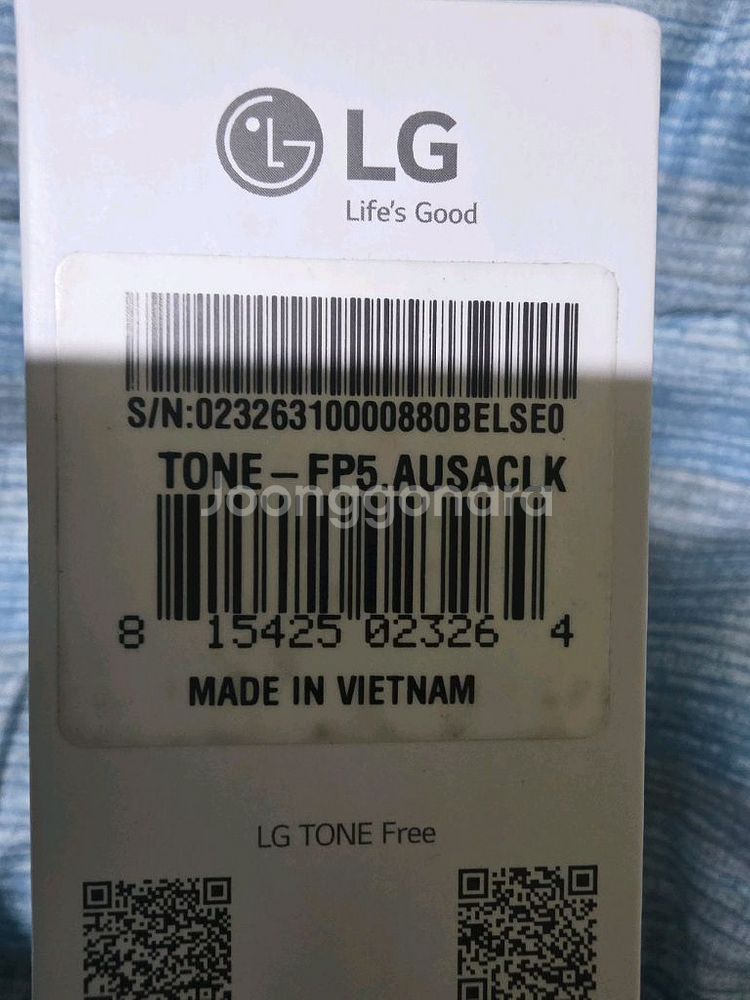 LG
Life's Good
S/N:02326310000880BELSE0
TONE-FP5.AUSACLK
Joonggonara
8 15425 02326 4
MADE IN VIETNAM
LG TONE Free